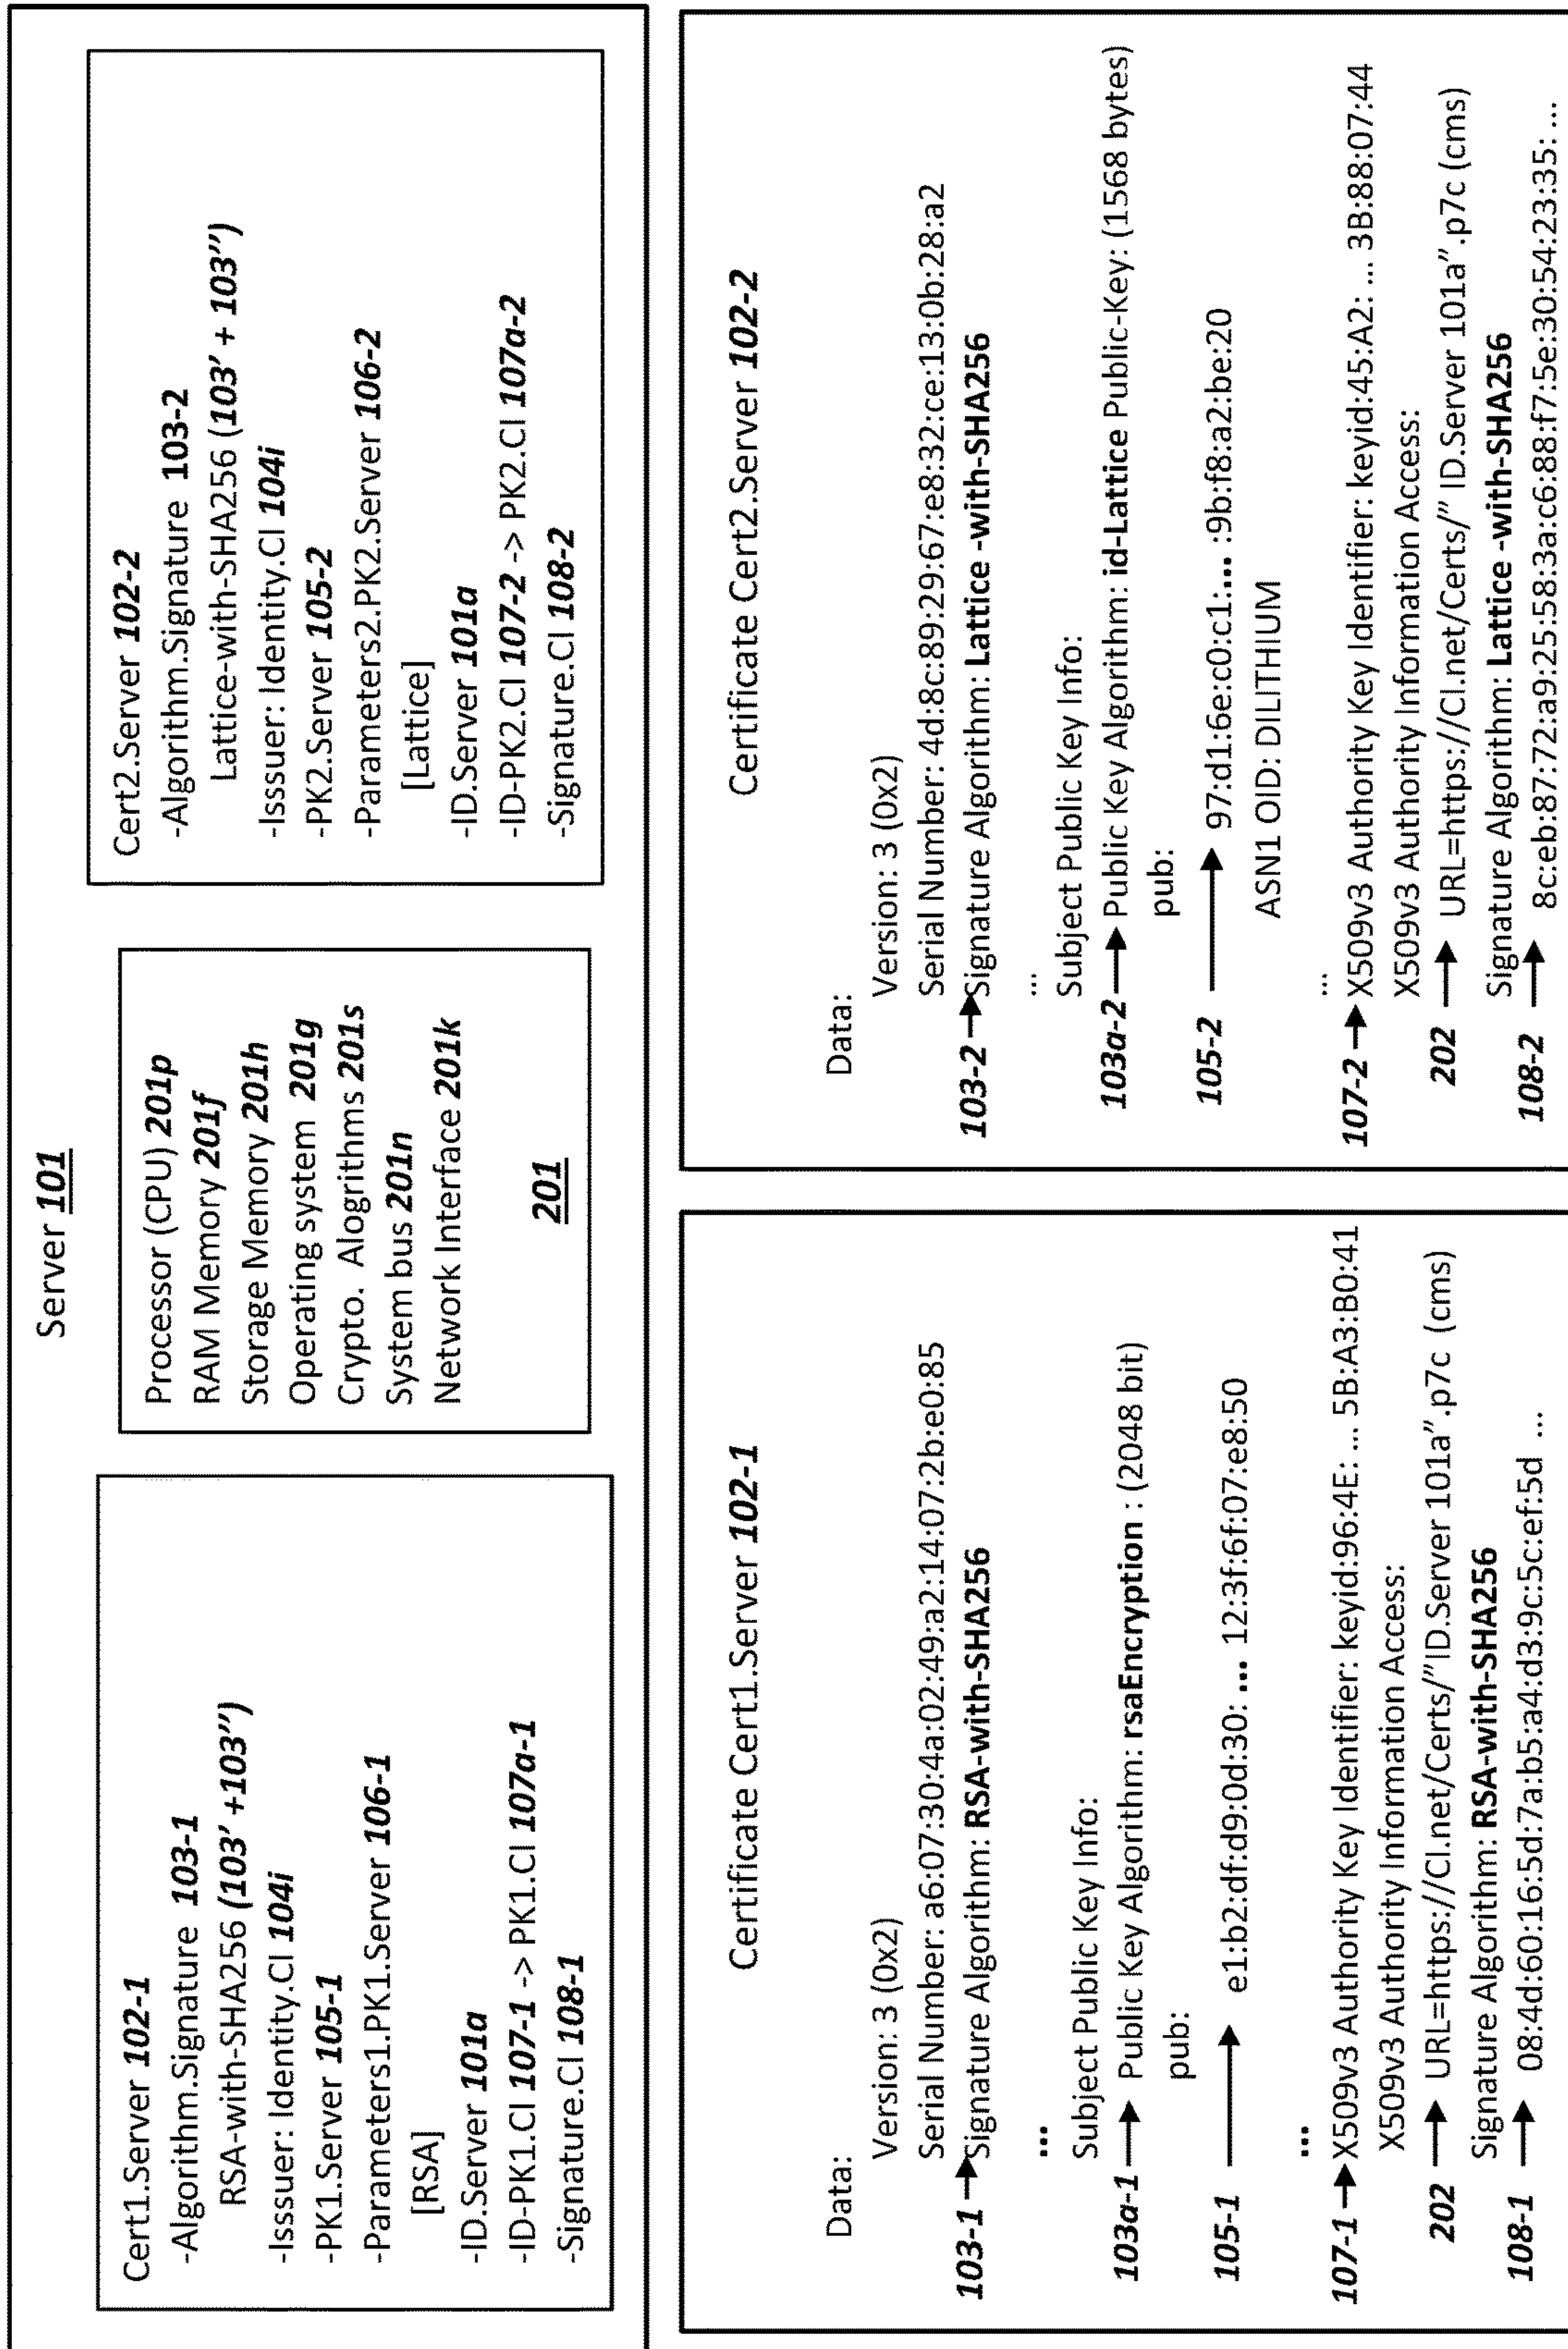 Server 101
Cert1.Server 102-1
-Algorithm.Signature 103-1
RSA-with-SHA256 (103' +103'')
-Isssuer: Identity.CI 104i
-PK1.Server 105-1
-Parameters1.PK1.Server 106-1
[RSA]
-ID.Server 101a
-ID-PK1.CI 107-1 -> PK1.CI 107a-1
-Signature.CI 108-1
Processor (CPU) 201p
RAM Memory 201f
Storage Memory 201h
Operating system 201g
Crypto. Alogrithms 201s
System bus 201n
Network Interface 201k
201
Cert2.Server 102-2
-Algorithm.Signature 103-2
Lattice-with-SHA256 (103' + 103'')
-Isssuer: Identity.CI 104i
-PK2.Server 105-2
-Parameters2.PK2.Server 106-2
[Lattice]
-ID.Server 101a
-ID-PK2.CI 107-2 -> PK2.CI 107a-2
-Signature.CI 108-2
Certificate Cert1.Server 102-1
Data:
Version: 3 (0x2)
Serial Number: a6:07:30:4a:02:49:a2:14:07:2b:e0:85
103-1 Signature Algorithm: RSA-with-SHA256
...
Subject Public Key Info:
103a-1 Public Key Algorithm: rsaEncryption : (2048 bit)
pub:
105-1 e1:b2:df:d9:0d:30: ... 12:3f:6f:07:e8:50
...
107-1 X509v3 Authority Key Identifier: keyid:96:4E: ... 5B:A3:B0:41
X509v3 Authority Information Access:
202 URL=https://CI.net/Certs/"ID.Server 101a".p7c (cms)
Signature Algorithm: RSA-with-SHA256
108-1 08:4d:60:16:5d:7a:b5:a4:d3:9c:5c:ef:5d ...
Certificate Cert2.Server 102-2
Data:
Version: 3 (0x2)
Serial Number: 4d:8c:89:29:67:e8:32:ce:13:0b:28:a2
103-2 Signature Algorithm: Lattice -with-SHA256
...
Subject Public Key Info:
103a-2 Public Key Algorithm: id-Lattice Public-Key: (1568 bytes)
pub:
105-2 97:d1:6e:c0:c1:... :9b:f8:a2:be:20
ASN1 OID: DILITHIUM
...
107-2 X509v3 Authority Key Identifier: keyid:45:A2: ... 3B:88:07:44
X509v3 Authority Information Access:
202 URL=https://CI.net/Certs/" ID.Server 101a".p7c (cms)
Signature Algorithm: Lattice -with-SHA256
108-2 8c:eb:87:72:a9:25:58:3a:c6:88:f7:5e:30:54:23:35: ...